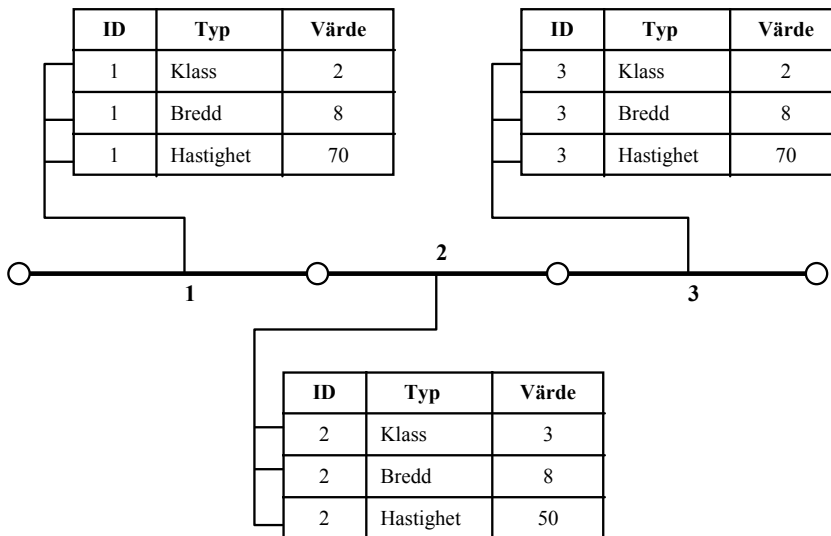 ID Typ Värde
1 Klass 2
1 Bredd 8
1 Hastighet 70
ID Typ Värde
3 Klass 2
3 Bredd 8
3 Hastighet 70
2
1
3
ID Typ Värde
2 Klass 3
2 Bredd 8
2 Hastighet 50